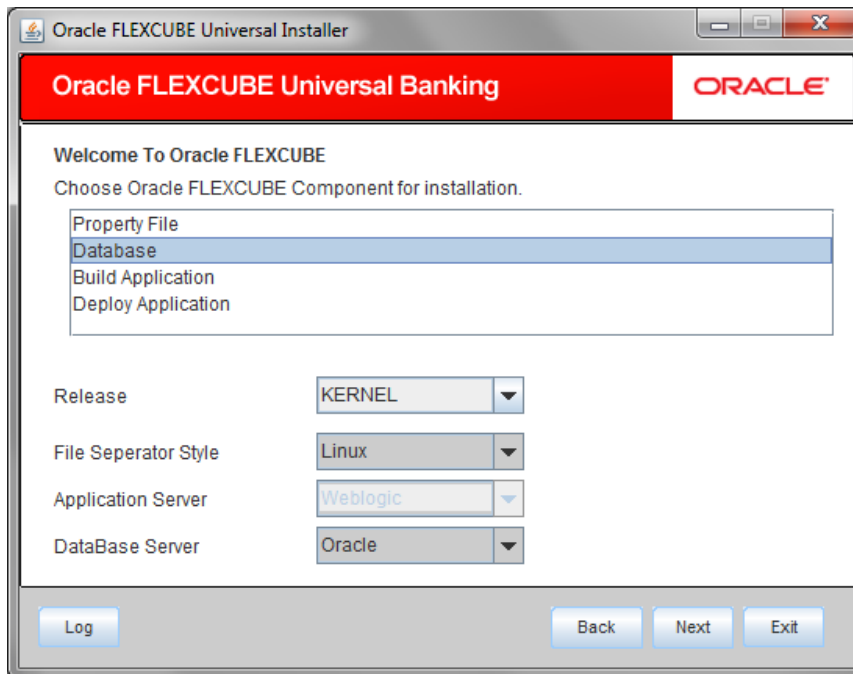 Oracle FLEXCUBE Universal Installer
Oracle FLEXCUBE Universal Banking
ORACLE
Welcome To Oracle FLEXCUBE
Choose Oracle FLEXCUBE Component for installation.
Property File
Database
Build Application
Deploy Application
Release KERNEL
File Seperator Style Linux
Application Server Weblogic
DataBase Server Oracle
Log Back Next Exit